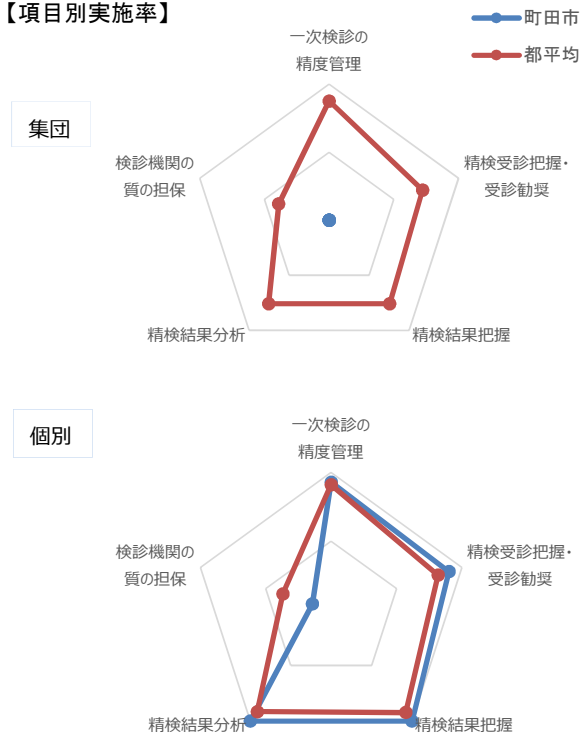 【項目別実施率】
町田市
都平均
集団
一次検診の
精度管理
精検受診把握・
受診勧奨
精検結果把握
精検結果分析
検診機関の
質の担保
個別
一次検診の
精度管理
精検受診把握・
受診勧奨
精検結果把握
精検結果分析
検診機関の
質の担保